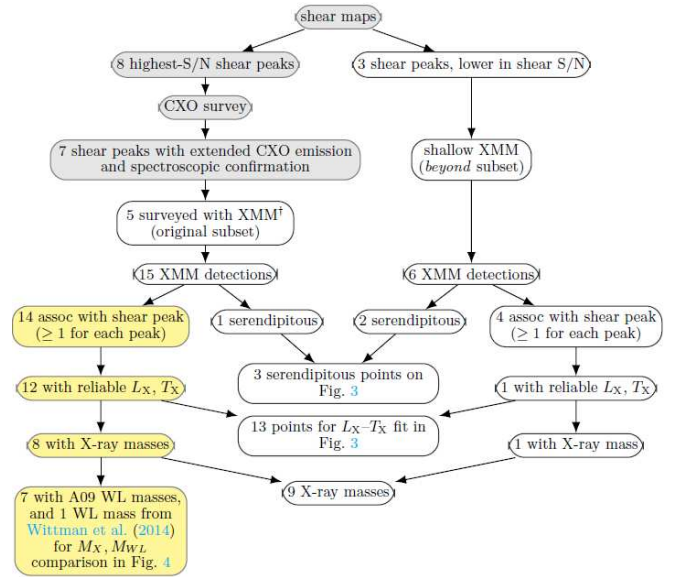 shear maps
8 highest-S/N shear peaks
3 shear peaks, lower in shear S/N
CXO survey
7 shear peaks with extended CXO emission
and spectroscopic confirmation
shallow XMM
(beyond subset)
5 surveyed with XMM†
(original subset)
15 XMM detections
6 XMM detections
14 assoc with shear peak
(≥ 1 for each peak)
1 serendipitous
2 serendipitous
4 assoc with shear peak
(≥ 1 for each peak)
3 serendipitous points on
Fig. 3
12 with reliable LX, TX
1 with reliable LX, TX
13 points for LX–TX fit in
Fig. 3
8 with X-ray masses
1 with X-ray mass
7 with A09 WL masses,
and 1 WL mass from
Wittman et al. (2014)
for MX, MWL
comparison in Fig. 4
9 X-ray masses